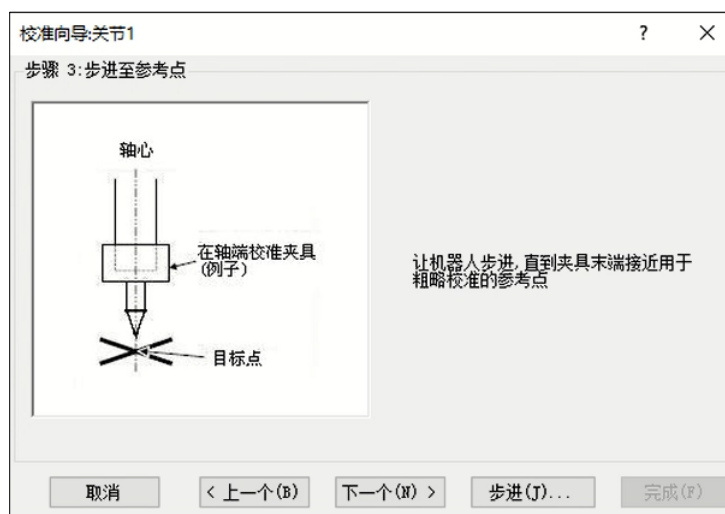 校准向导:关节1
? ×
步骤 3:步进至参考点
轴心
在轴端校准夹具
(例子)
目标点
让机器人步进,直到夹具末端接近用于
粗略校准的参考点
取消
< 上一个(B)
下一个(N) >
步进(J)...
完成(F)